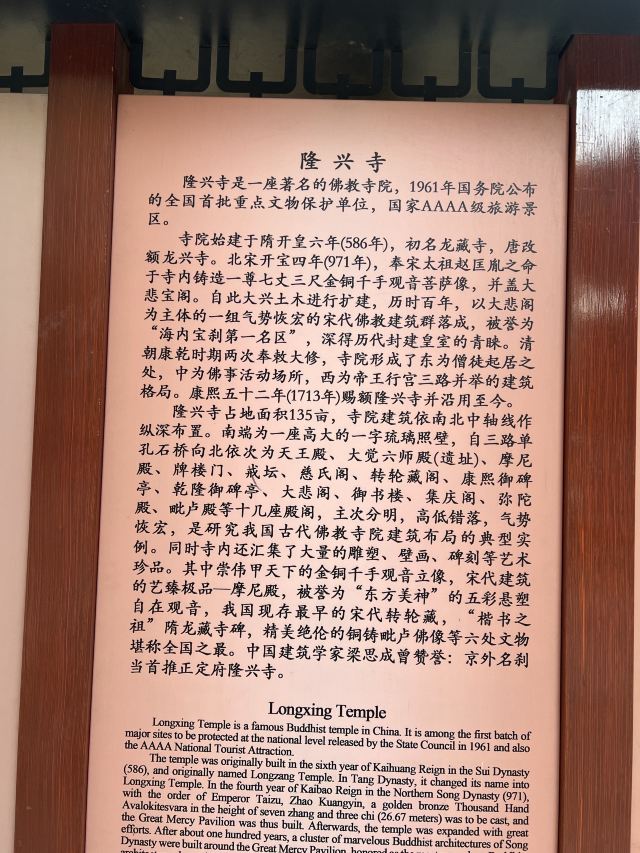 隆兴寺
隆兴寺是一座著名的佛教寺院，1961年国务院公布
的全国首批重点文物保护单位，国家AAAA级旅游景
区。
寺院始建于隋开皇六年(586年)，初名龙藏寺，唐改
额龙兴寺。北宋开宝四年(971年)，奉宋太祖赵匡胤之命
于寺内铸造一尊七丈三尺金铜千手观音菩萨像，并盖大
悲宝阁。自此大兴土木进行扩建，历时百年，以大悲阁
为主体的一组气势恢宏的宋代佛教建筑群落成，被誉为
“海内宝刹第一名区”，深得历代封建皇室的青睐。清
朝康乾时期两次奉敕大修，寺院形成了东为僧徒起居之
处，中为佛事活动场所，西为帝王行宫三路并举的建筑
格局。康熙五十二年(1713年)赐额隆兴寺并沿用至今。
隆兴寺占地面积135亩，寺院建筑依南北中轴线作
纵深布置。南端为一座高大的一字琉璃照壁，自三路单
孔石桥向北依次为天王殿、大觉六师殿(遗址)、摩尼
殿、牌楼门、戒坛、慈氏阁、转轮藏阁、康熙御碑
亭、乾隆御碑亭、大悲阁、御书楼、集庆阁、弥陀
殿、毗卢殿等十几座殿阁，主次分明，高低错落，气势
恢宏，是研究我国古代佛教寺院建筑布局的典型实
例。同时寺内还汇集了大量的雕塑、壁画、碑刻等艺术
珍品。其中崇伟甲天下的金铜千手观音立像，宋代建筑
的艺臻极品—摩尼殿，被誉为“东方美神”的五彩悬塑
自在观音，我国现存最早的宋代转轮藏，“楷书之
祖”隋龙藏寺碑，精美绝伦的铜铸毗卢佛像等六处文物
堪称全国之最。中国建筑学家梁思成曾赞誉：京外名刹
当首推正定府隆兴寺。
Longxing Temple
Longxing Temple is a famous Buddhist temple in China. It is among the first batch of
major sites to be protected at the national level released by the State Council in 1961 and also
the AAAA National Tourist Attraction.
The temple was originally built in the sixth year of Kaihuang Reign in the Sui Dynasty
(586), and originally named Longzang Temple. In Tang Dynasty, it changed its name into
Longxing Temple. In the fourth year of Kaibao Reign in the Northern Song Dynasty (971),
with the order of Emperor Taizu, Zhao Kuangyin, a golden bronze Thousand Hand
Avalokitesvara in the height of seven zhang and three chi (26.67 meters) was to be cast, and
the Great Mercy Pavilion was thus built. Afterwards, the temple was expanded with great
efforts. After about one hundred years, a cluster of marvelous Buddhist architectures of Song
Dynasty were built around the Great Mercy Pavilion, honored